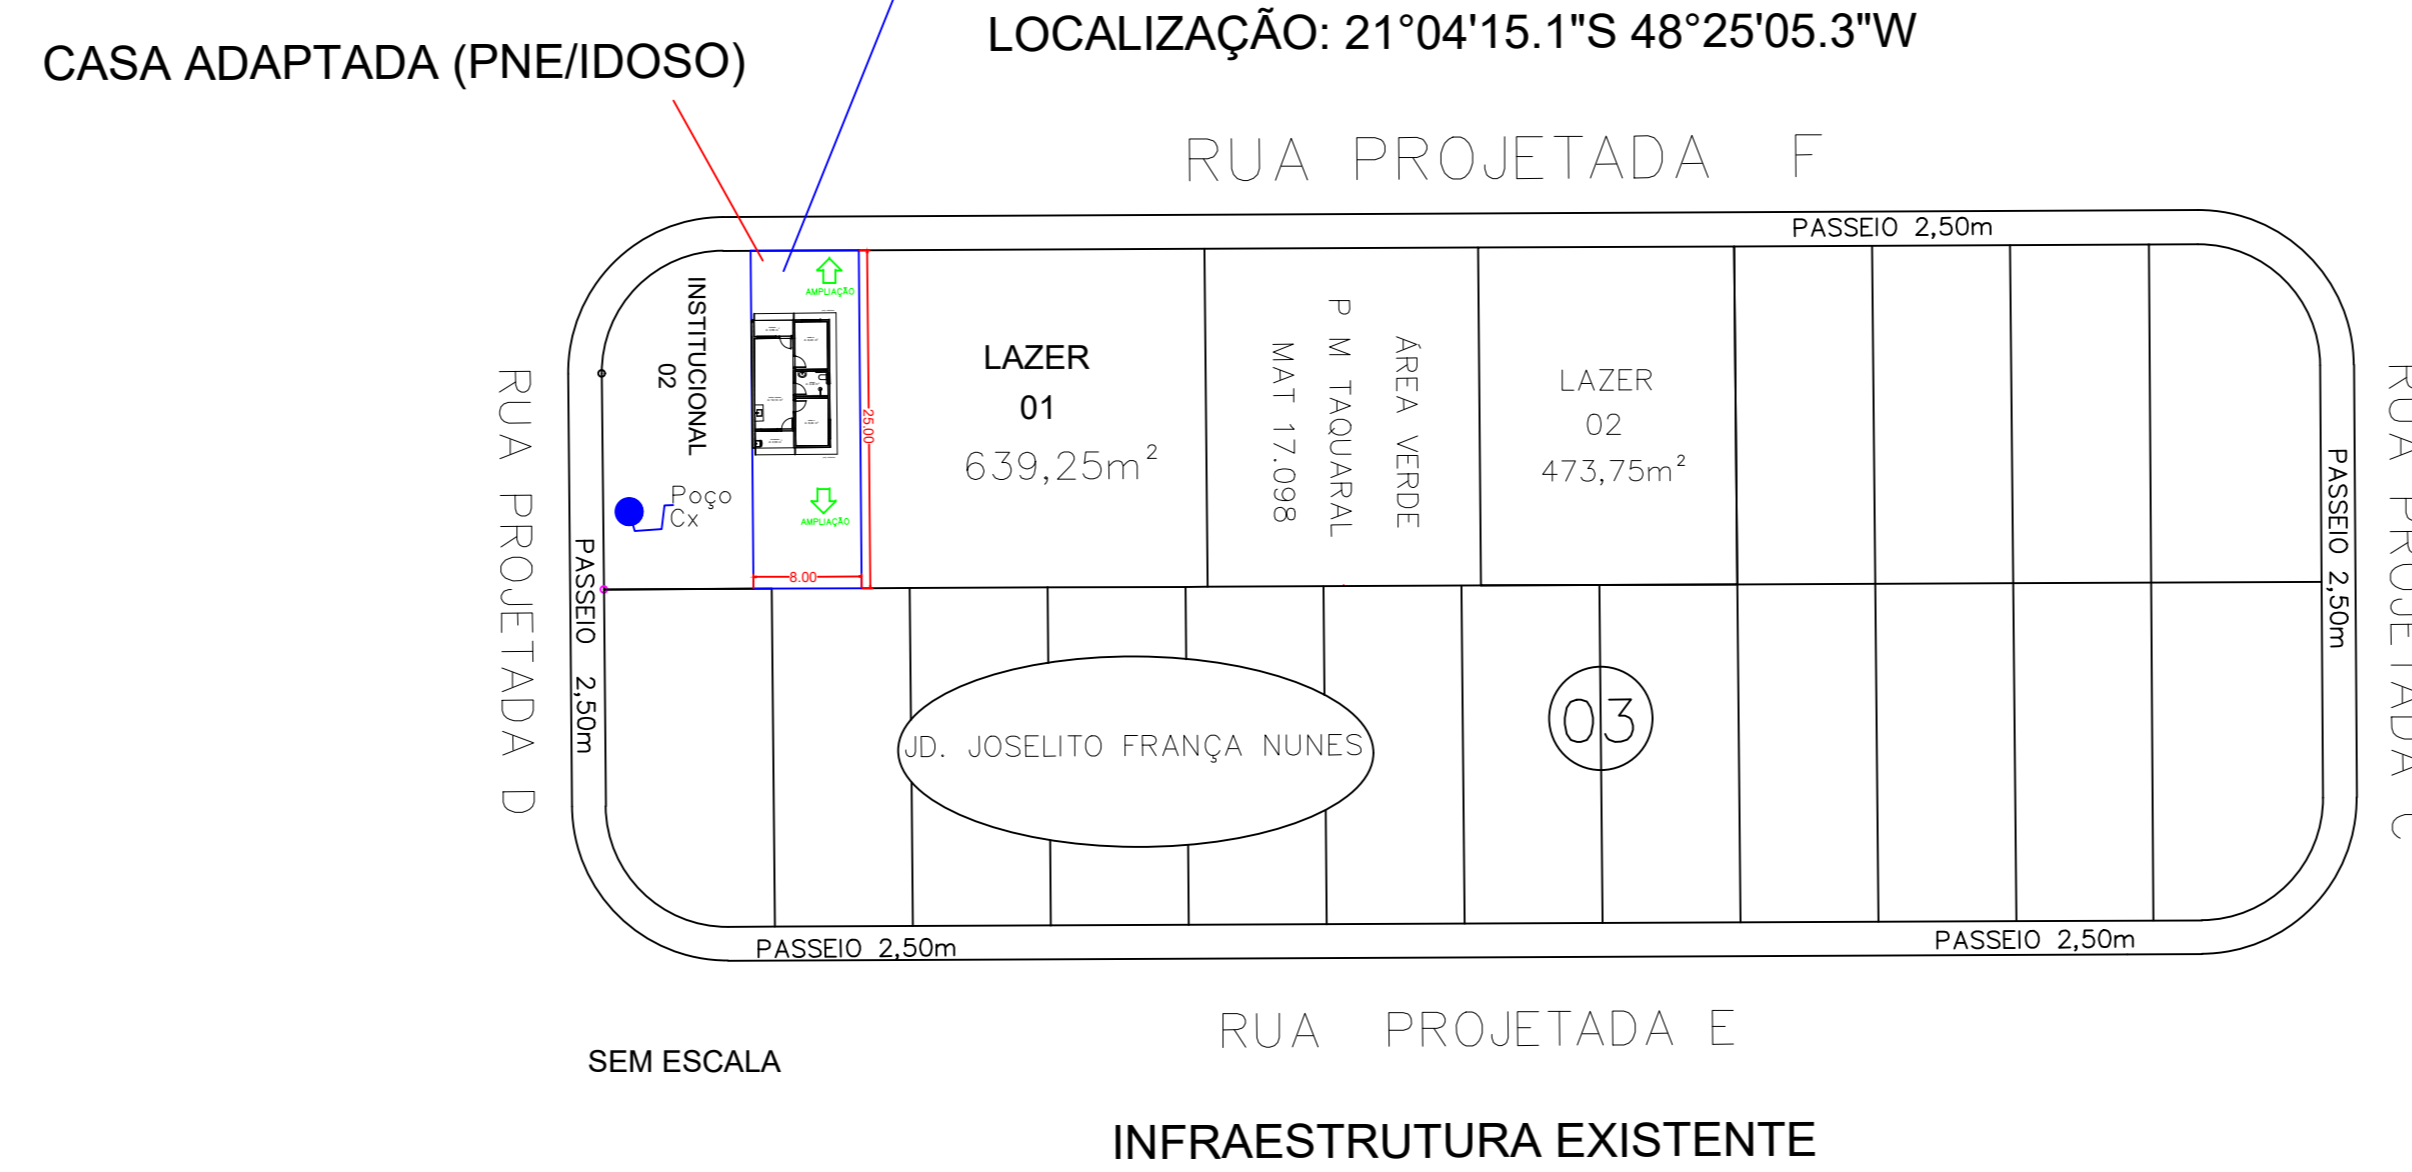 LOCALIZAÇÃO: 21°04'15.1"S 48°25'05.3"W
CASA ADAPTADA (PNE/IDOSO)
RUA PROJETADA F
PASSEIO 2,50m
INSTITUCIONAL
02
AMPLIAÇÃO
25.00
AMPLIAÇÃO
8.00
Poço
Cx
LAZER
01
639,25m²
ÁREA VERDE
P M TAQUARAL
MAT 17.098
LAZER
02
473,75m²
RUA PROJETADA D
PASSEIO 2,50m
PASSEIO 2,50m
RUA PROJETADA C
JD. JOSELITO FRANÇA NUNES
03
PASSEIO 2,50m
PASSEIO 2,50m
RUA PROJETADA E
SEM ESCALA
INFRAESTRUTURA EXISTENTE